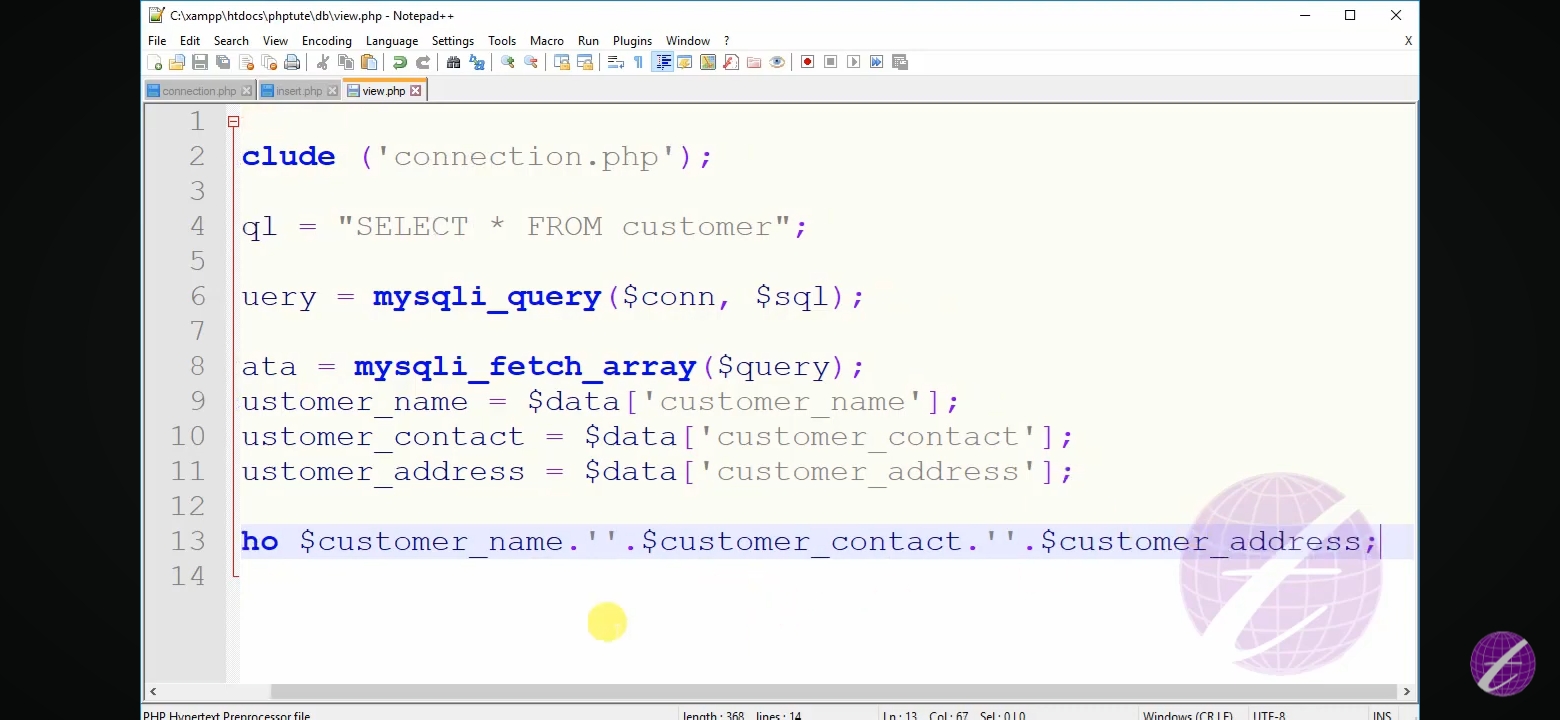 C:\xampp\htdocs\phptute\db\view.php - Notepad++
File Edit Search View Encoding Language Settings Tools Macro Run Plugins Window ? X
connection.php insert.php view.php
1
2 clude ('connection.php');
3
4 ql = "SELECT * FROM customer";
5
6 uery = mysqli_query($conn, $sql);
7
8 ata = mysqli_fetch_array($query);
9 ustomer_name = $data['customer_name'];
10 ustomer_contact = $data['customer_contact'];
11 ustomer_address = $data['customer_address'];
12
13 ho $customer_name.''.$customer_contact.''.$customer_address;
14
PHP Hypertext Preprocessor file length : 368 lines : 14 Ln : 13 Col : 67 Sel : 0 | 0 Windows (CR LF) UTF-8 INS